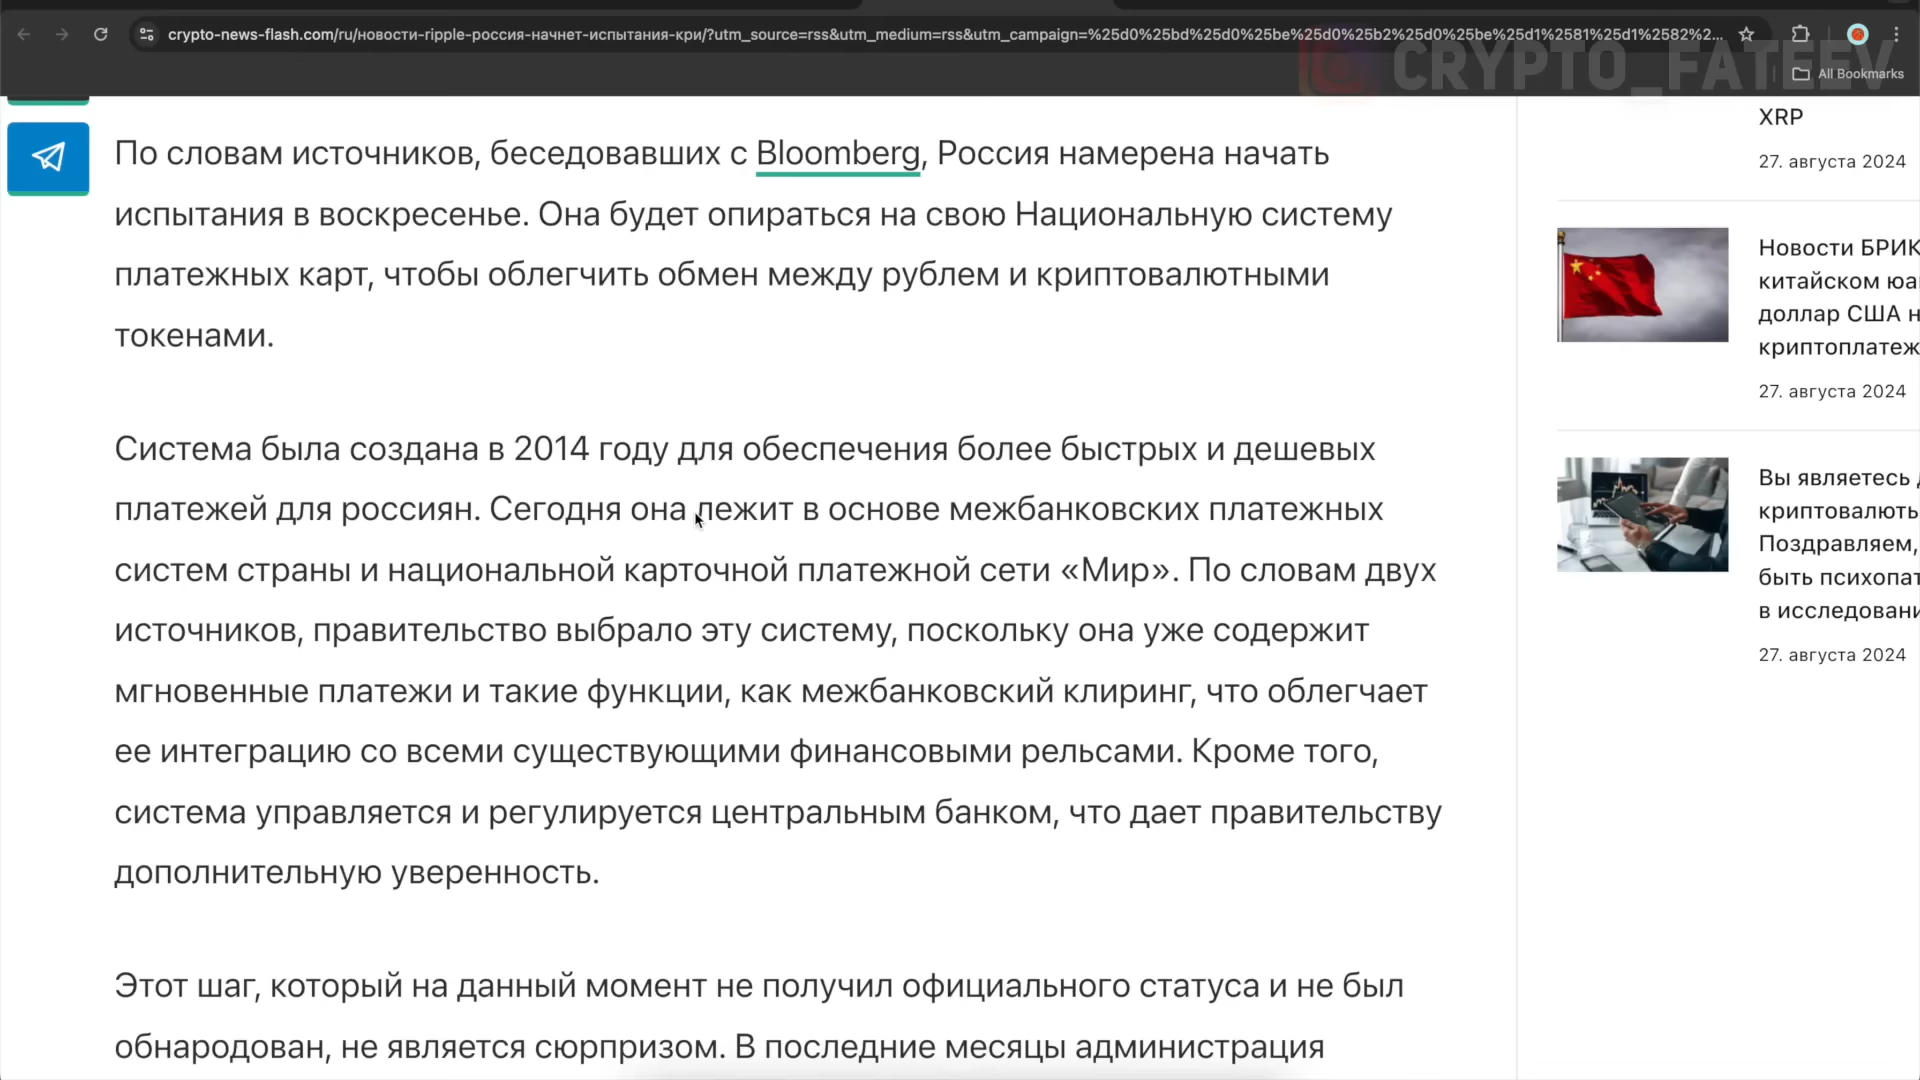 crypto-news-flash.com/ru/новости-ripple-россия-начнет-испытания-кри/?utm_source=rss&utm_medium=rss&utm_campaign=%25d0%25bd%25d0%25be%25d0%25b2%25d0%25be%25d1%2581%25d1%2582%2...
CRYPTO_FATEEV
All Bookmarks
По словам источников, беседовавших с Bloomberg, Россия намерена начать
испытания в воскресенье. Она будет опираться на свою Национальную систему
платежных карт, чтобы облегчить обмен между рублем и криптовалютными
токенами.
Система была создана в 2014 году для обеспечения более быстрых и дешевых
платежей для россиян. Сегодня она лежит в основе межбанковских платежных
систем страны и национальной карточной платежной сети «Мир». По словам двух
источников, правительство выбрало эту систему, поскольку она уже содержит
мгновенные платежи и такие функции, как межбанковский клиринг, что облегчает
ее интеграцию со всеми существующими финансовыми рельсами. Кроме того,
система управляется и регулируется центральным банком, что дает правительству
дополнительную уверенность.
Этот шаг, который на данный момент не получил официального статуса и не был
обнародован, не является сюрпризом. В последние месяцы администрация
XRP
27. августа 2024
Новости БРИК
китайском юа
доллар США н
криптоплатеж
27. августа 2024
Вы являетесь
криптовалють
Поздравляем,
быть психопат
в исследовани
27. августа 2024